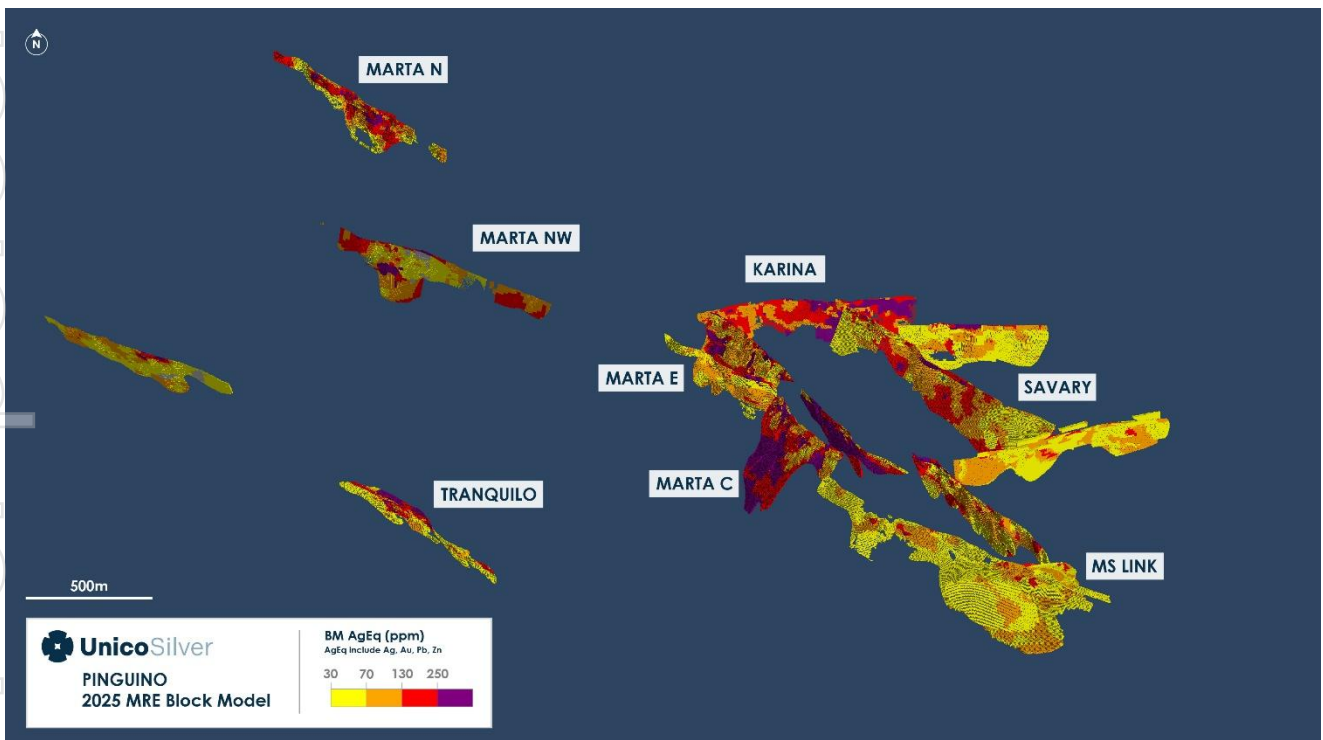 N
MARTA N
MARTA NW
KARINA
MARTA E
SAVARY
MARTA C
TRANQUILO
MS LINK
500m
UnicoSilver
PINGUINO
2025 MRE Block Model
BM AgEq (ppm)
AgEq Include Ag, Au, Pb, Zn
30 70 130 250